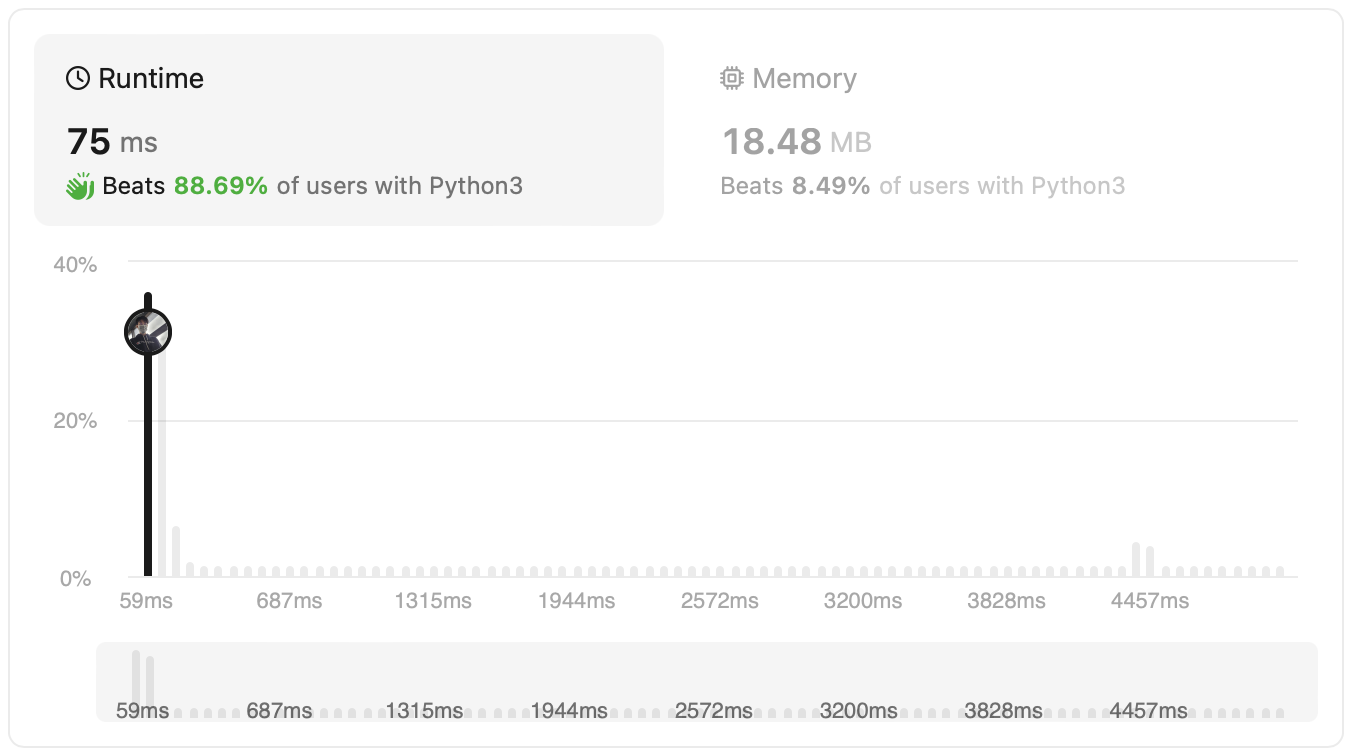 Runtime
75 ms
Beats 88.69% of users with Python3
Memory
18.48 MB
Beats 8.49% of users with Python3
40%
20%
0%
59ms 687ms 1315ms 1944ms 2572ms 3200ms 3828ms 4457ms
59ms 687ms 1315ms 1944ms 2572ms 3200ms 3828ms 4457ms